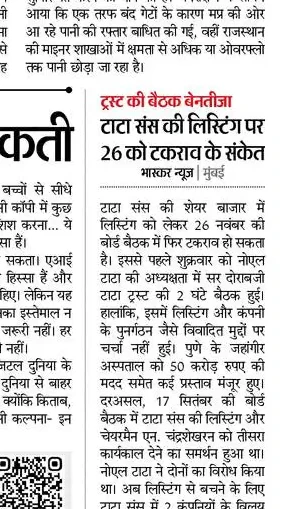 आया कि एक तरफ बंद गेटों के कारण मप्र की ओर
आ रहे पानी की रफ्तार बाधित की गई, वहीं राजस्थान
की माइनर शाखाओं में क्षमता से अधिक या ओवरफ्लो
तक पानी छोड़ा जा रहा है।
कती
बच्चों से सीधे
कॉपी में कुछ
शिश करना... ये
सा हैं।
सकता। एआई
हिस्सा हैं और
हिए। लेकिन यह
का इस्तेमाल न
जरूरी नहीं। हर
नहीं।
जटल दुनिया के
दुनिया से बाहर
क्योंकि किताब,
कल्पना- इन
ट्रस्ट की बैठक बेनतीजा
टाटा संस की लिस्टिंग पर
26 को टकराव के संकेत
भास्कर न्यूज | मुंबई
टाटा संस की शेयर बाजार में
लिस्टिंग को लेकर 26 नवंबर की
बोर्ड बैठक में फिर टकराव हो सकता
है। इससे पहले शुक्रवार को नोएल
टाटा की अध्यक्षता में सर दोराबजी
टाटा ट्रस्ट की 2 घंटे बैठक हुई।
हालांकि, इसमें लिस्टिंग और कंपनी
के पुनर्गठन जैसे विवादित मुद्दों पर
चर्चा नहीं हुई। पुणे के जहांगीर
अस्पताल को 50 करोड़ रुपए की
मदद समेत कई प्रस्ताव मंजूर हुए।
दरअसल, 17 सितंबर की बोर्ड
बैठक में टाटा संस की लिस्टिंग और
चेयरमैन एन. चंद्रशेखरन को तीसरा
कार्यकाल देने का समर्थन हुआ था।
नोएल टाटा ने दोनों का विरोध किया
था। अब लिस्टिंग से बचने के लिए
टाटा संस में 2 कंपनियों के विलय